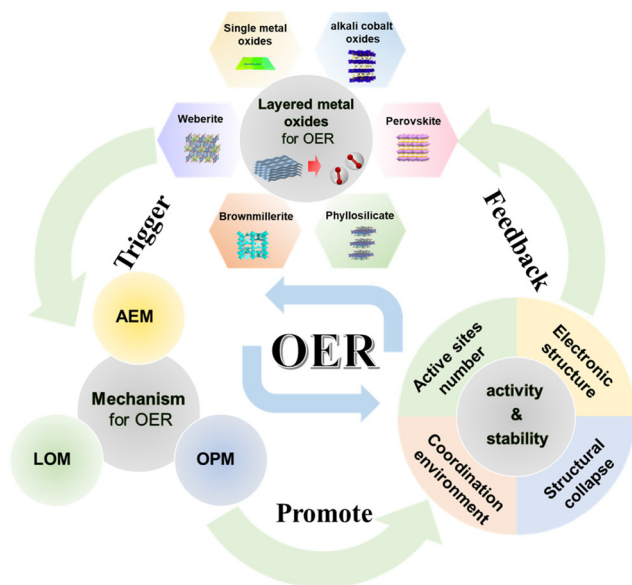 Single metal
oxides
alkali cobalt
oxides
Layered metal
oxides
for OER
Weberite
Perovskite
Brownmillerite
Phyllosilicate
Trigger
Feedback
AEM
OER
Mechanism
for OER
LOM
OPM
Active sites
number
Electronic
structure
activity
&
stability
Coordination
environment
Structural
collapse
Promote